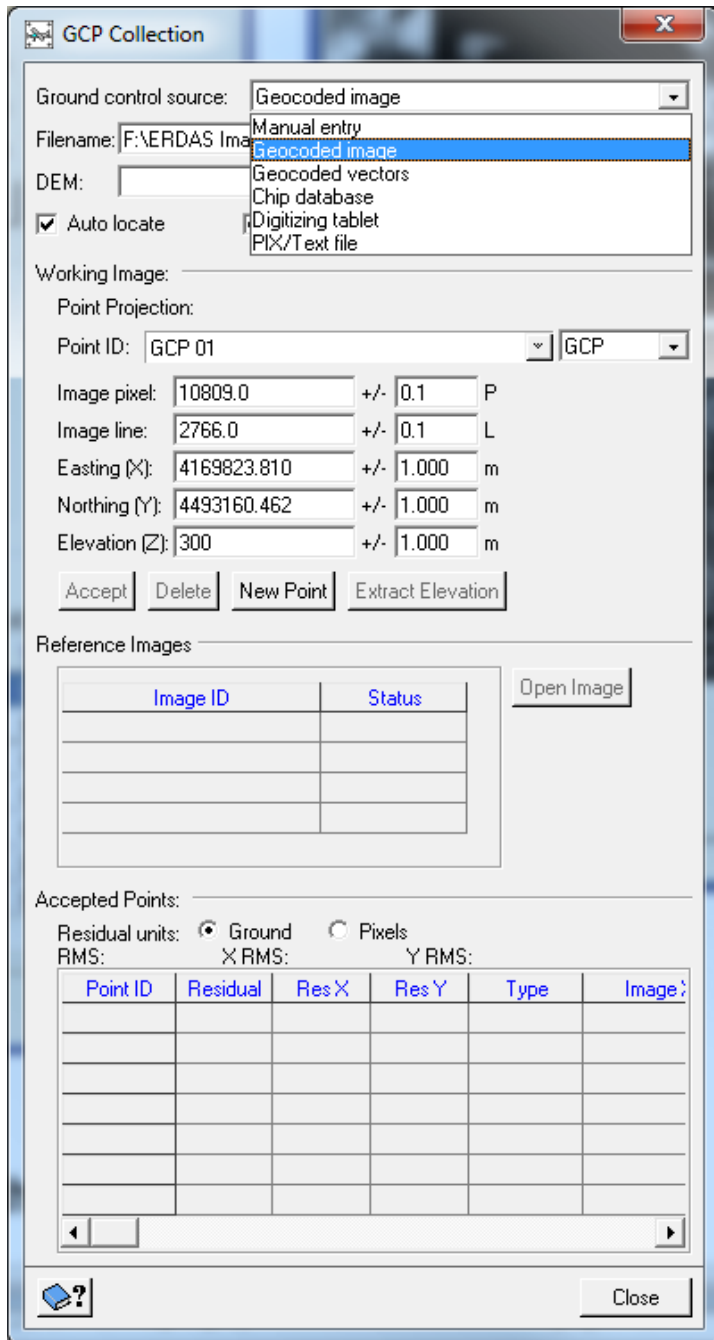 GCP Collection
Ground control source: Geocoded image
Manual entry
Filename: F:\ERDAS Ima
Geocoded image
Geocoded vectors
DEM:
Chip database
Auto locate
Digitizing tablet
PIX/Text file
Working Image:
Point Projection:
Point ID: GCP 01 GCP
Image pixel: 10809.0 +/- 0.1 P
Image line: 2766.0 +/- 0.1 L
Easting (X): 4169823.810 +/- 1.000 m
Northing (Y): 4493160.462 +/- 1.000 m
Elevation (Z): 300 +/- 1.000 m
Accept Delete New Point Extract Elevation
Reference Images
Image ID Status Open Image
Accepted Points:
Residual units: Ground Pixels
RMS: X RMS: Y RMS:
Point ID Residual Res X Res Y Type Image X
? Close